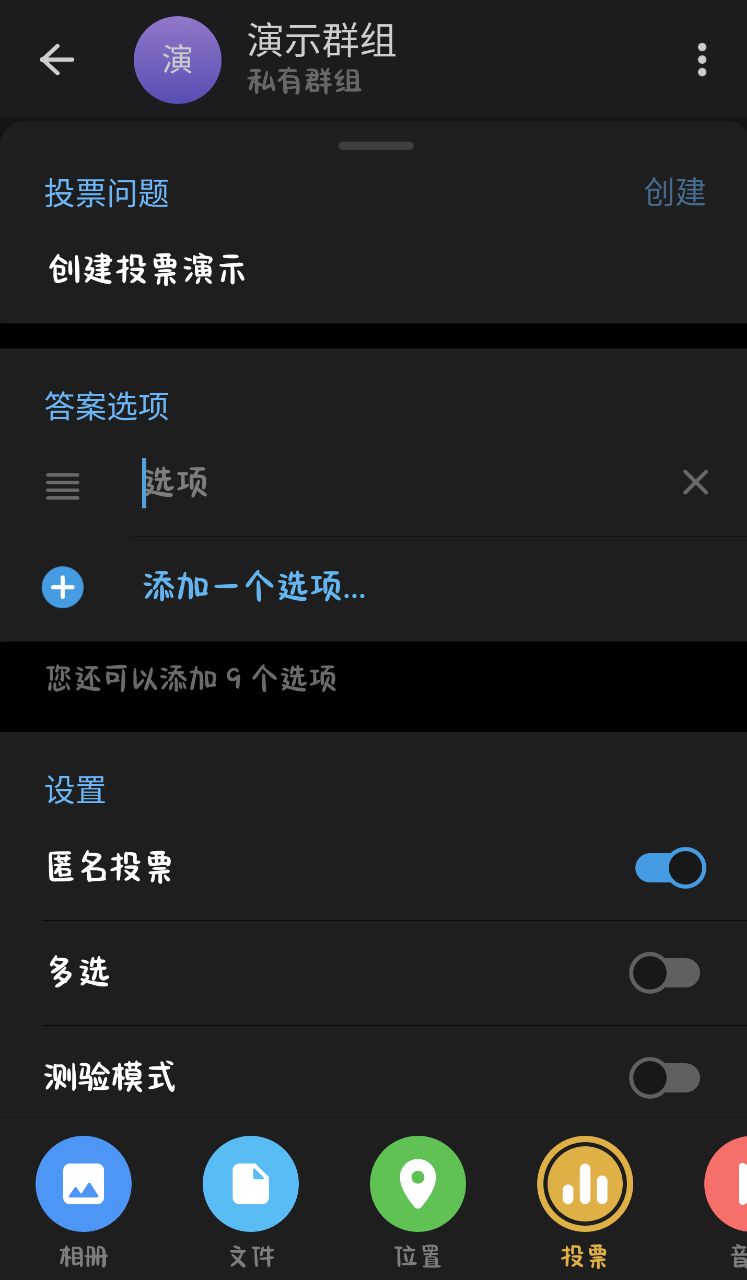 演
演示群组
私有群组
投票问题
创建
创建投票演示
答案选项
选项
添加一个选项...
您还可以添加 9 个选项
设置
匿名投票
多选
测验模式
相册
文件
位置
投票